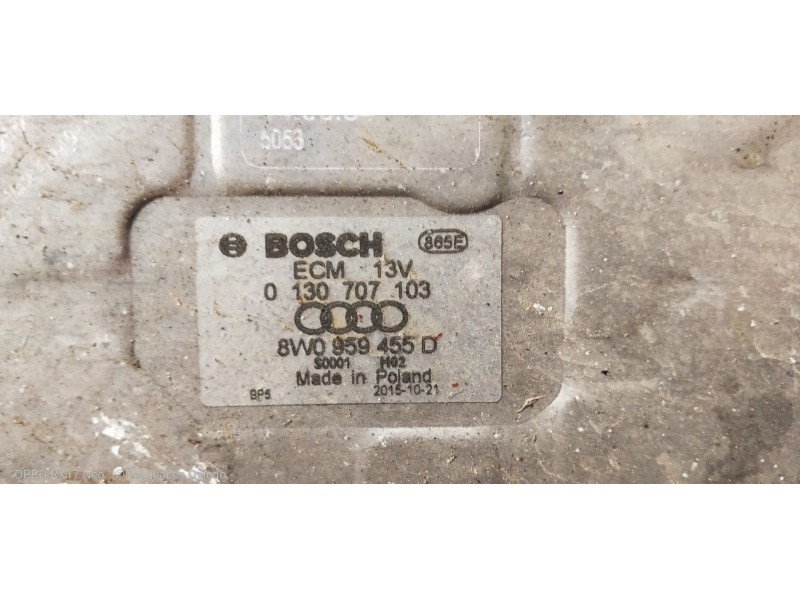 6053
BOSCH 865E
ECM 13V
0 130 707 103
8W0 959 455 D
S0001 H02
Made in Poland
BP5 2015-10-21